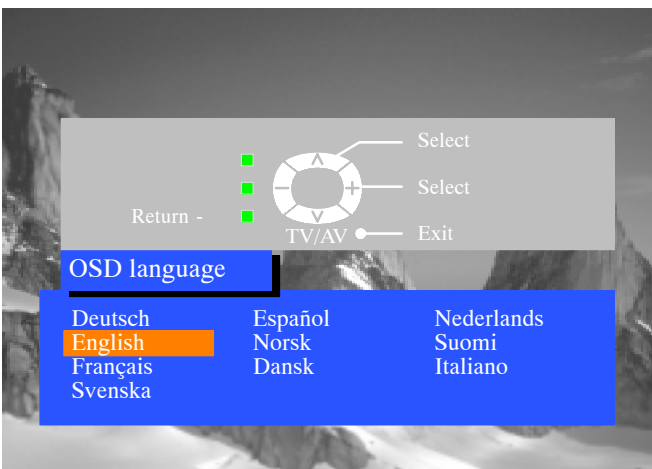 Select
Select
Return -
TV/AV
Exit
OSD language
Deutsch Español Nederlands
English Norsk Suomi
Français Dansk Italiano
Svenska